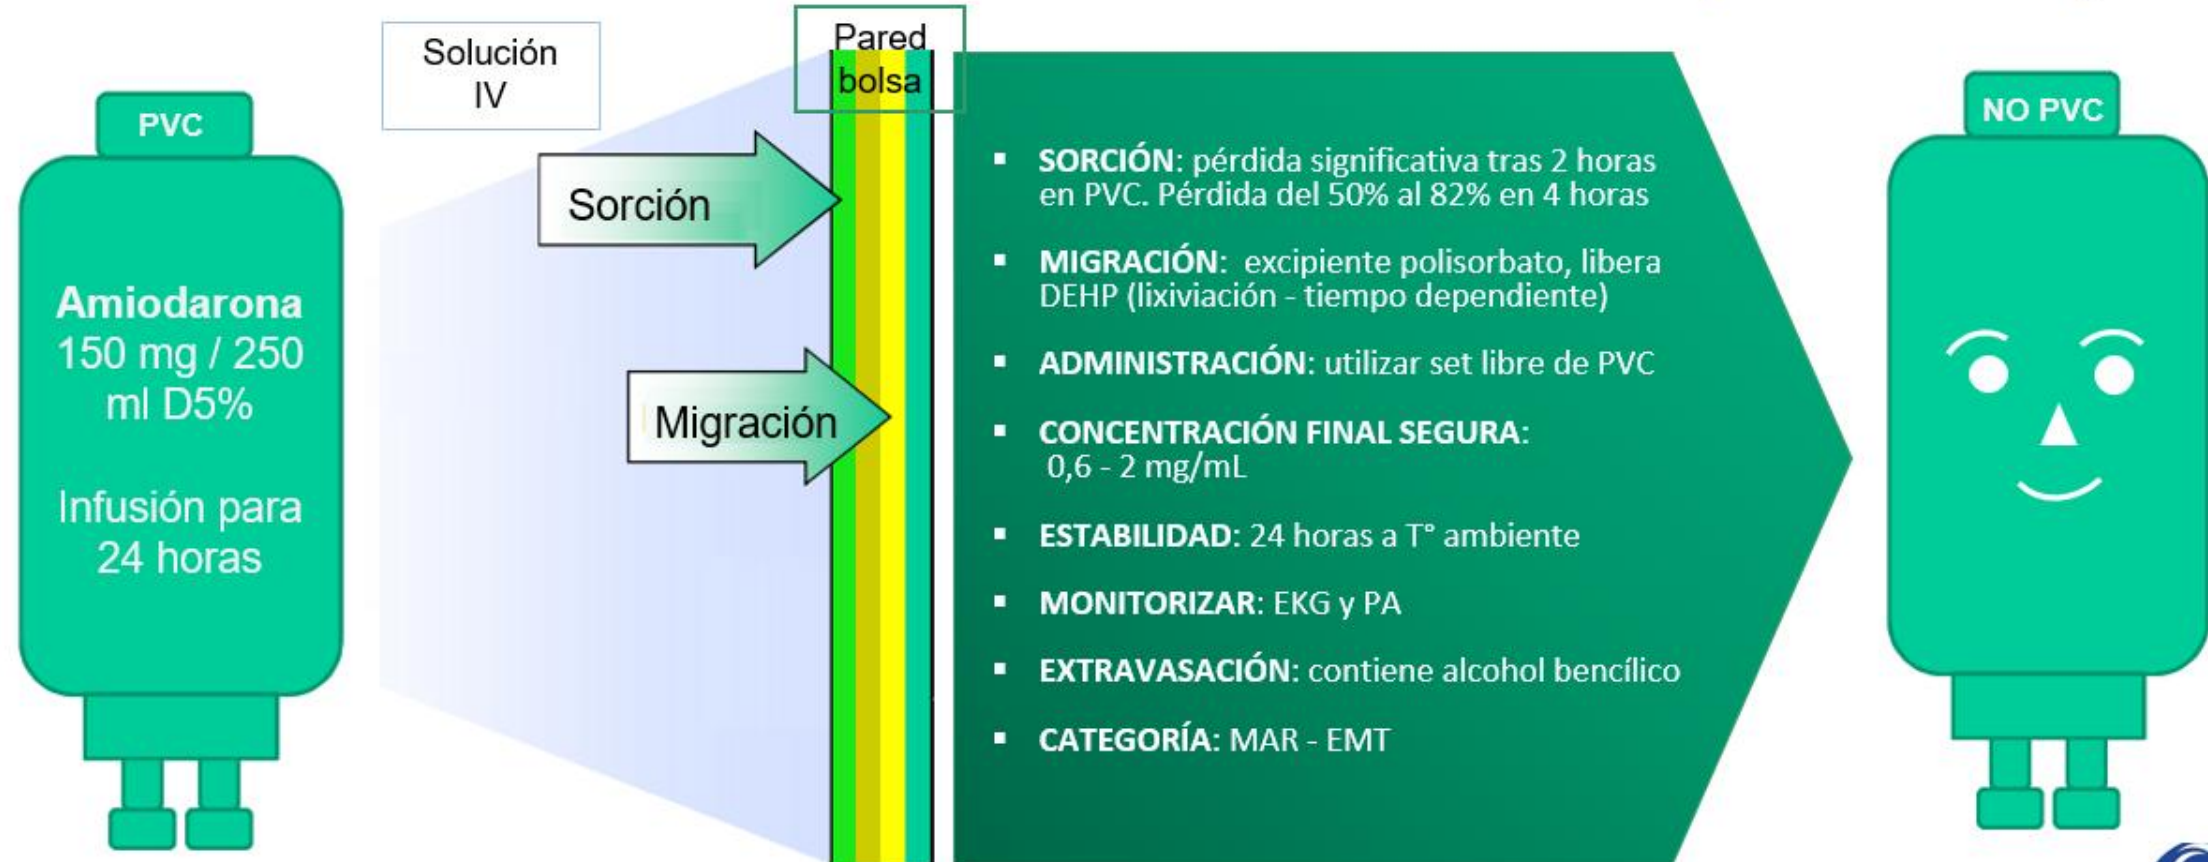 PVC
Amiodarona
150 mg / 250
ml D5%
Infusión para
24 horas
Solución
IV
Pared
bolsa
Sorción
Migración
▪ SORCIÓN: pérdida significativa tras 2 horas
en PVC. Pérdida del 50% al 82% en 4 horas
▪ MIGRACIÓN: excipiente polisorbato, libera
DEHP (lixiviación - tiempo dependiente)
▪ ADMINISTRACIÓN: utilizar set libre de PVC
▪ CONCENTRACIÓN FINAL SEGURA:
0,6 - 2 mg/mL
▪ ESTABILIDAD: 24 horas a T° ambiente
▪ MONITORIZAR: EKG y PA
▪ EXTRAVASACIÓN: contiene alcohol bencílico
▪ CATEGORÍA: MAR - EMT
NO PVC